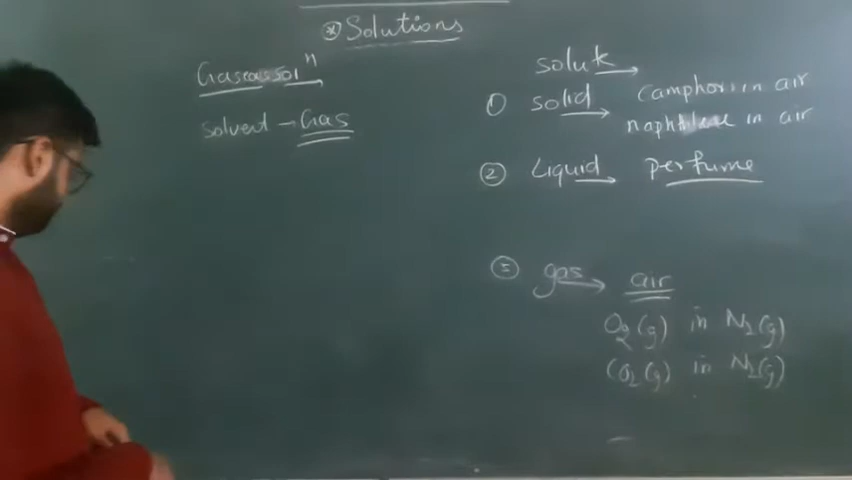 * Solutions
Gaseous solⁿ
solvent → Gas
solute →
① solid → camphor in air
in air
② Liquid → perfume
③ gas → air
O₂(g) in N₂(g)
CO₂(g) in N₂(g)